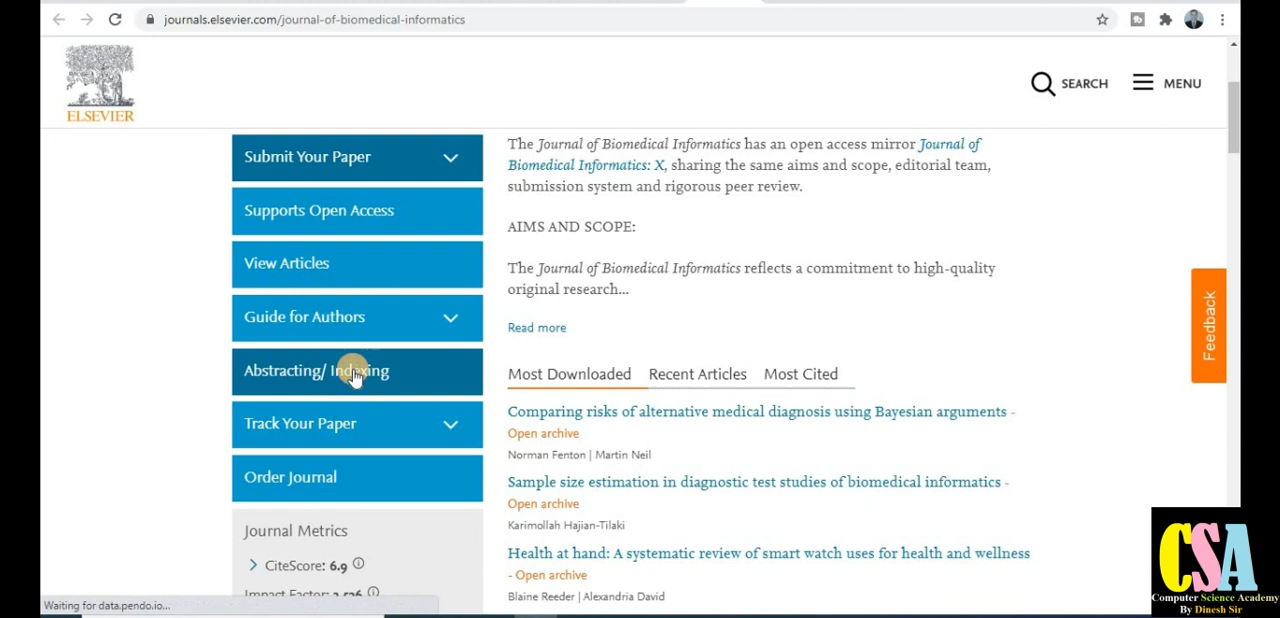 journals.elsevier.com/journal-of-biomedical-informatics
ELSEVIER
SEARCH
MENU
Submit Your Paper
Supports Open Access
View Articles
Guide for Authors
Abstracting/ Indexing
Track Your Paper
Order Journal
Journal Metrics
CiteScore: 6.9
Impact Factor:
Waiting for data.pendo.io...
The Journal of Biomedical Informatics has an open access mirror Journal of
Biomedical Informatics: X, sharing the same aims and scope, editorial team,
submission system and rigorous peer review.
AIMS AND SCOPE:
The Journal of Biomedical Informatics reflects a commitment to high-quality
original research...
Read more
Most Downloaded Recent Articles Most Cited
Comparing risks of alternative medical diagnosis using Bayesian arguments -
Open archive
Norman Fenton | Martin Neil
Sample size estimation in diagnostic test studies of biomedical informatics -
Open archive
Karimollah Hajian-Tilaki
Health at hand: A systematic review of smart watch uses for health and wellness
- Open archive
Blaine Reeder | Alexandria David
Feedback
CSA
Computer Science Academy
By Dinesh Sir